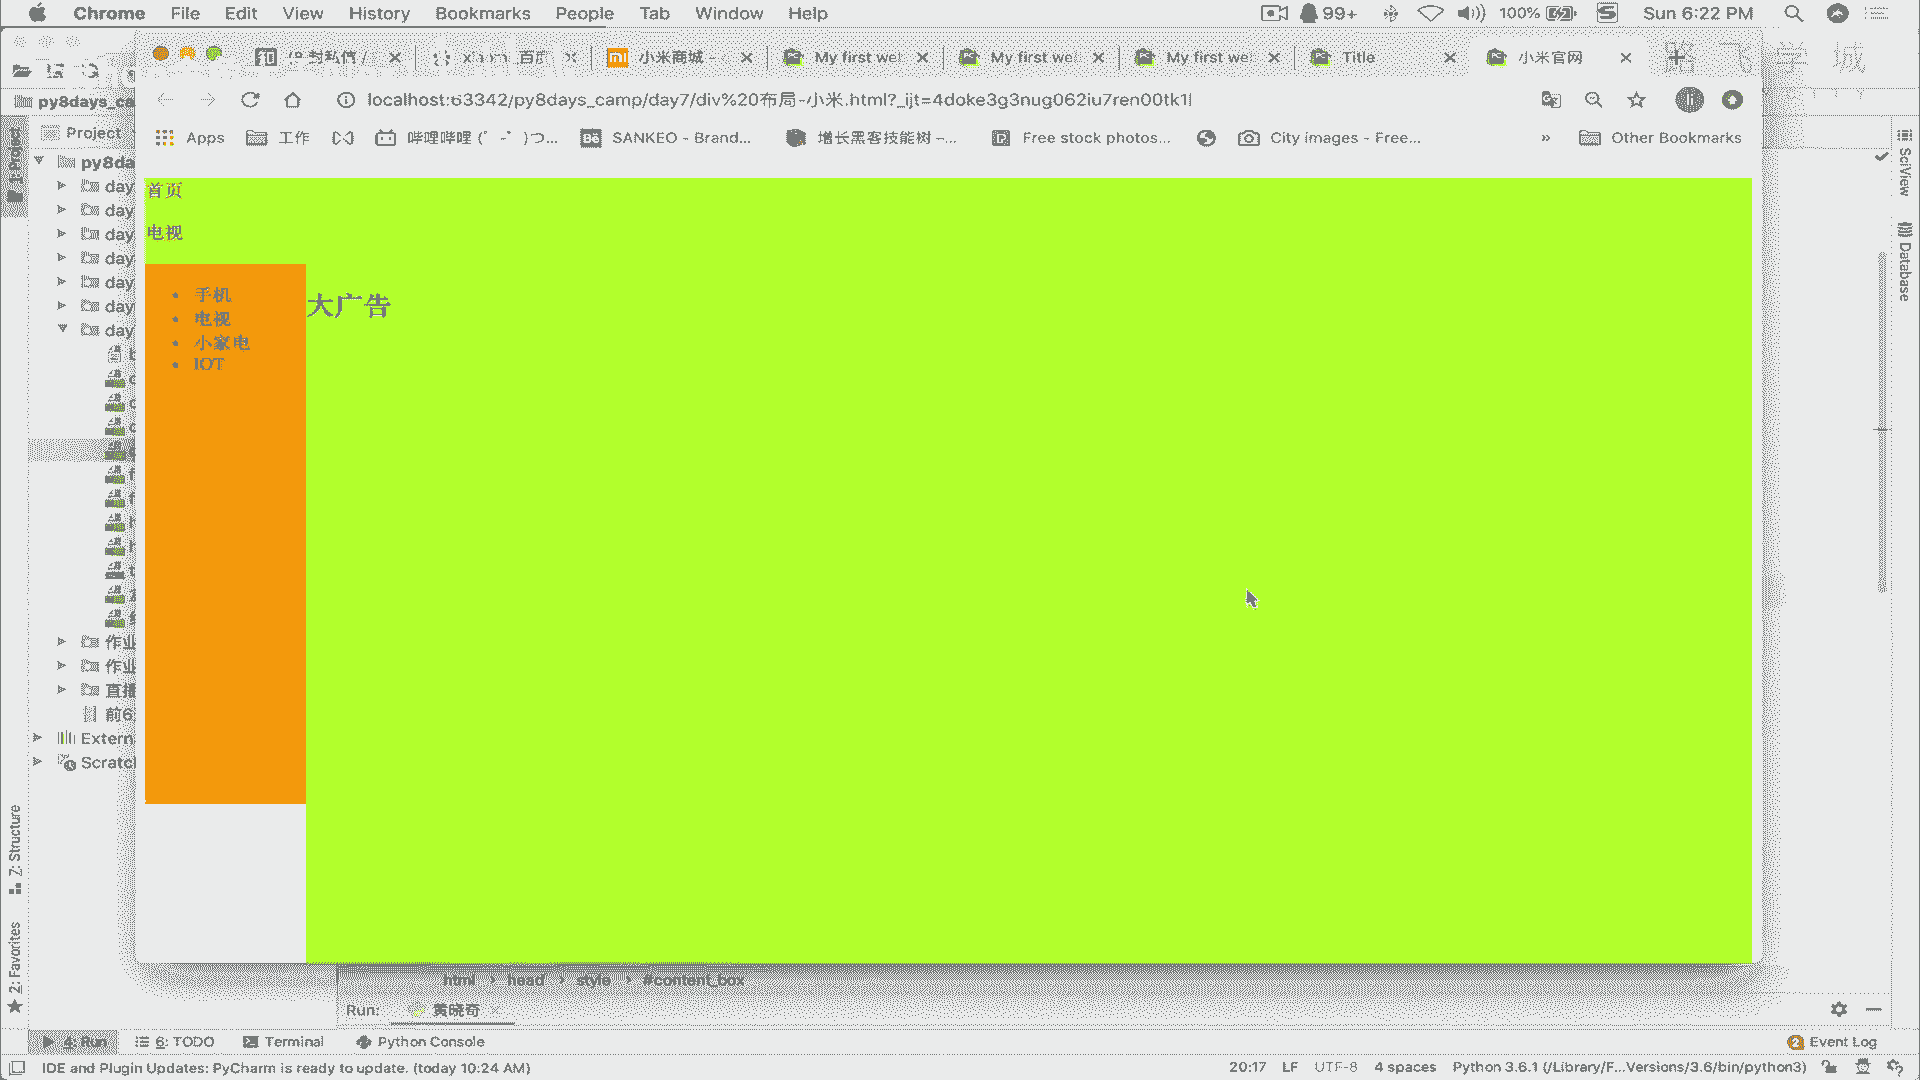 Chrome File Edit View History Bookmarks People Tab Window Help 99+ 100% Sun 6:22 PM
小米商城 - My first we My first we My first we Title 小米官网
学 城
py8days_ca
localhost:63342/py8days_camp/day7/div%20布局-小米.html?_ijt=4doke3g3nug062iu7ren00tk1l
Project
Apps 工作 哔哩哔哩 (゜-゜)つ... SANKEO - Brand... 增长黑客技能树 –... Free stock photos... City images - Free... » Other Bookmarks
1: Project
SciView
Database
py8da
day
day
day
day
day
day
day
作业
作业
直播
前6
Extern
Scratc
首页
电视
手机
电视
小家电
IOT
大广告
Z: Structure
2: Favorites
html › head › style › #content_box
Run: 黄晓奇
4: Run 6: TODO Terminal Python Console 2 Event Log
IDE and Plugin Updates: PyCharm is ready to update. (today 10:24 AM) 20:17 LF UTF-8 4 spaces Python 3.6.1 (/Library/F...Versions/3.6/bin/python3)